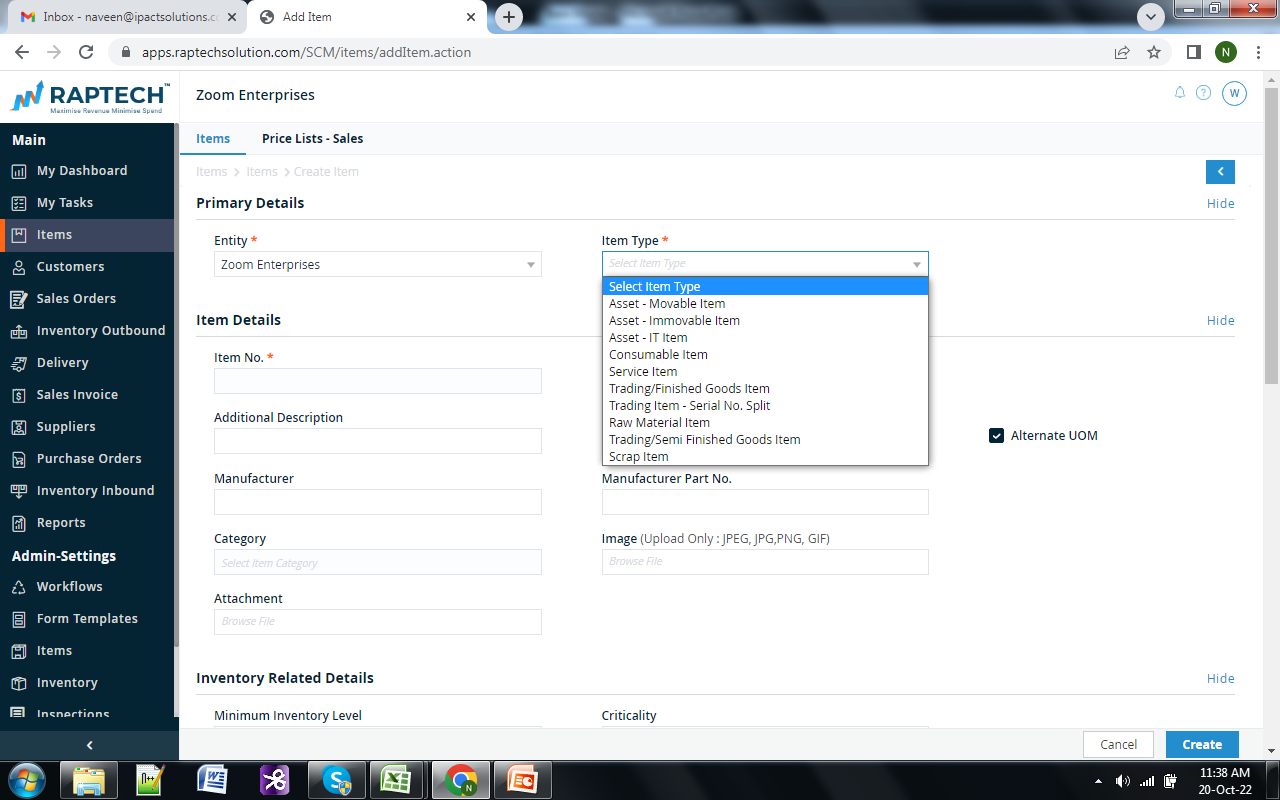 Inbox - naveen@ipactsolutions.c
Add Item
apps.raptechsolution.com/SCM/items/addItem.action
N
RAPTECH™
Maximise Revenue Minimise Spend
Zoom Enterprises
W
Main
My Dashboard
My Tasks
Items
Customers
Sales Orders
Inventory Outbound
Delivery
Sales Invoice
Suppliers
Purchase Orders
Inventory Inbound
Reports
Admin-Settings
Workflows
Form Templates
Items
Inventory
Inspections
Items
Price Lists - Sales
Items > Items > Create Item
Primary Details
Hide
Entity *
Zoom Enterprises
Item Type *
Select Item Type
Select Item Type
Asset - Movable Item
Asset - Immovable Item
Asset - IT Item
Consumable Item
Service Item
Trading/Finished Goods Item
Trading Item - Serial No. Split
Raw Material Item
Trading/Semi Finished Goods Item
Scrap Item
Item Details
Hide
Item No. *
Additional Description
Alternate UOM
Manufacturer
Manufacturer Part No.
Category
Select Item Category
Image (Upload Only : JPEG, JPG,PNG, GIF)
Browse File
Attachment
Browse File
Inventory Related Details
Hide
Minimum Inventory Level
Criticality
Cancel
Create
11:38 AM
20-Oct-22